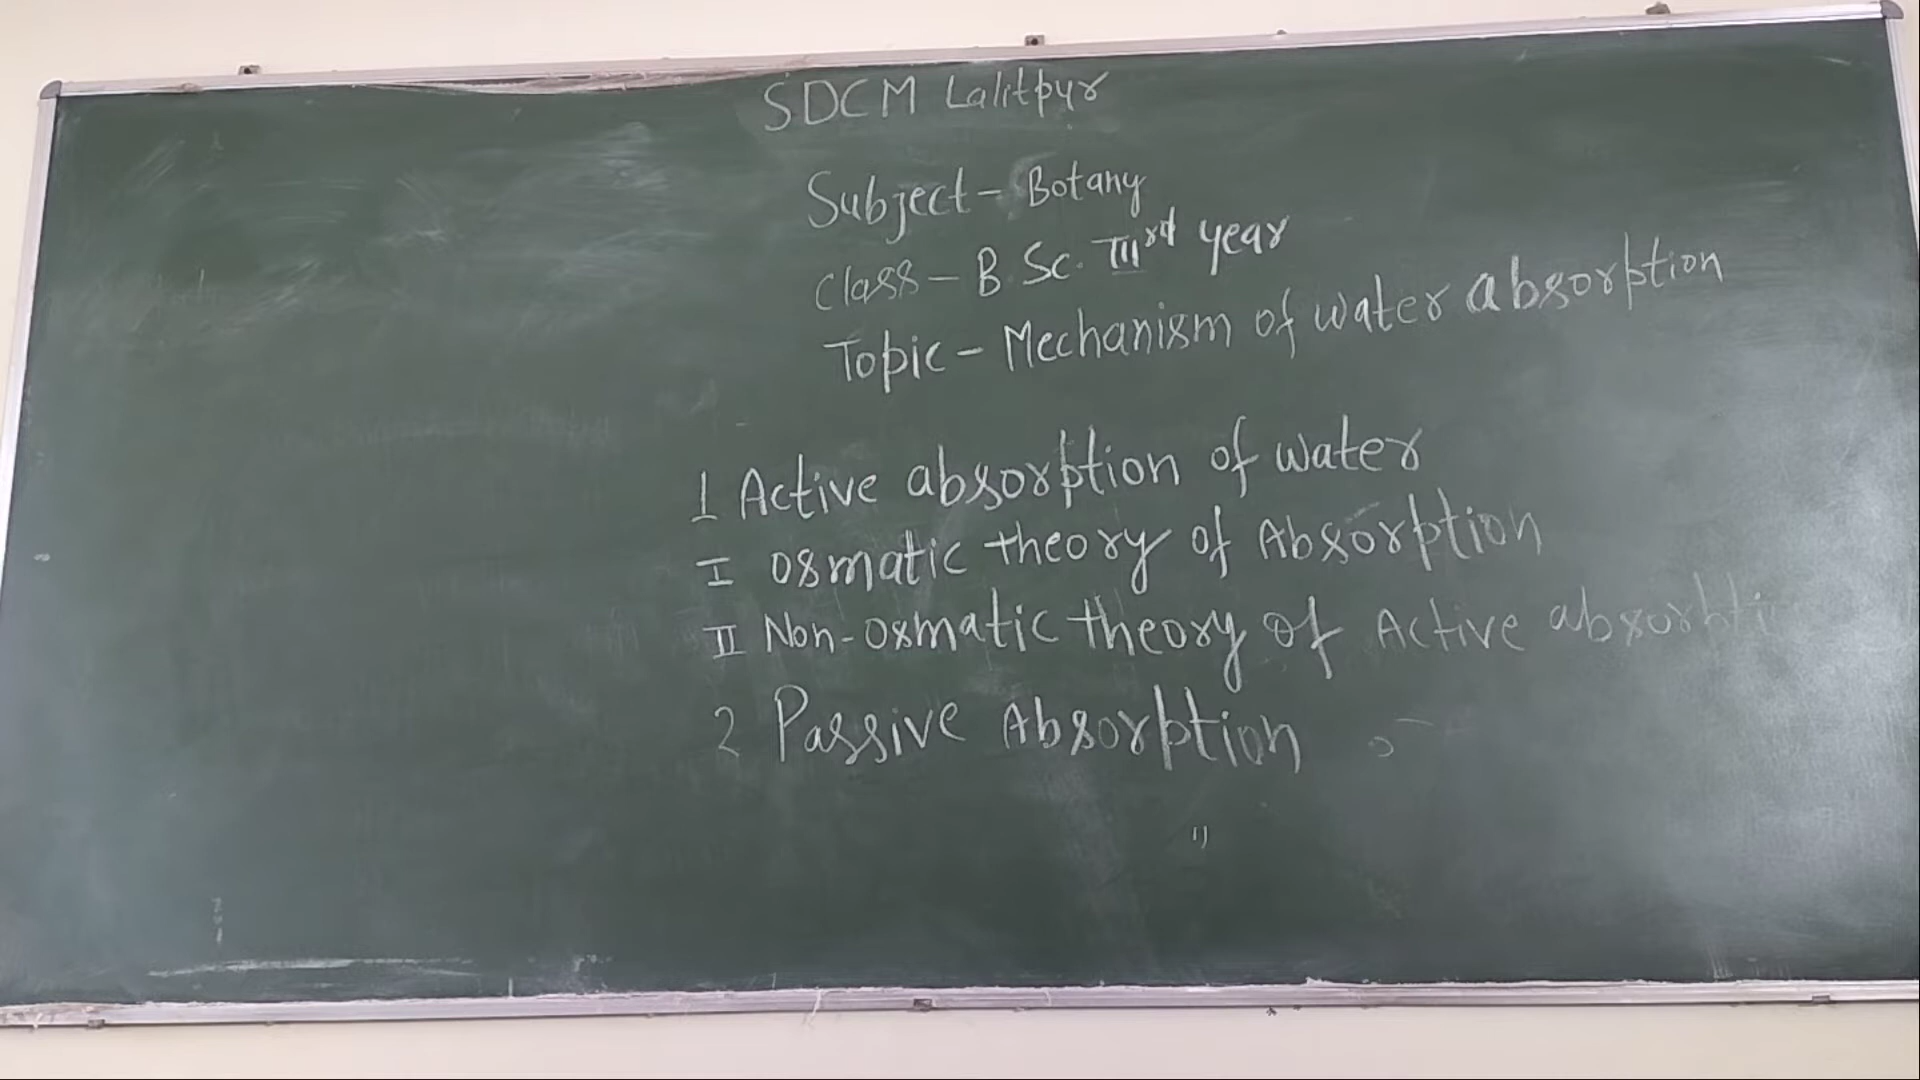 SDCM Lalitpur
Subject - Botany
Class - B.Sc. IIIrd year
Topic - Mechanism of water absorption
1 Active absorption of water
I Osmatic theory of Absorption
II Non-osmatic theory of Active absorbti
2 Passive Absorption